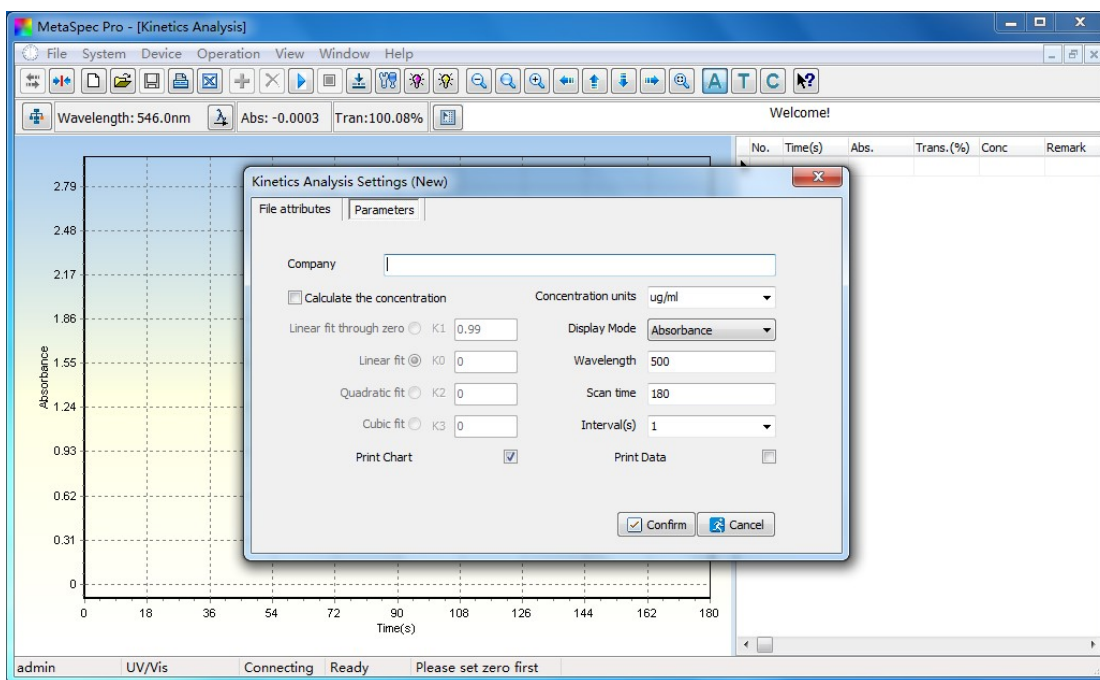 MetaSpec Pro - [Kinetics Analysis]
File System Device Operation View Window Help
A T C
Wavelength: 546.0nm Abs: -0.0003 Tran:100.08% Welcome!
No. Time(s) Abs. Trans.(%) Conc Remark
Kinetics Analysis Settings (New)
File attributes Parameters
Company
Calculate the concentration Concentration units ug/ml
Linear fit through zero K1 0.99 Display Mode Absorbance
Linear fit K0 0 Wavelength 500
Quadratic fit K2 0 Scan time 180
Cubic fit K3 0 Interval(s) 1
Print Chart Print Data
Confirm Cancel
Absorbance
2.79
2.48
2.17
1.86
1.55
1.24
0.93
0.62
0.31
0
0 18 36 54 72 90 108 126 144 162 180
Time(s)
admin UV/Vis Connecting Ready Please set zero first